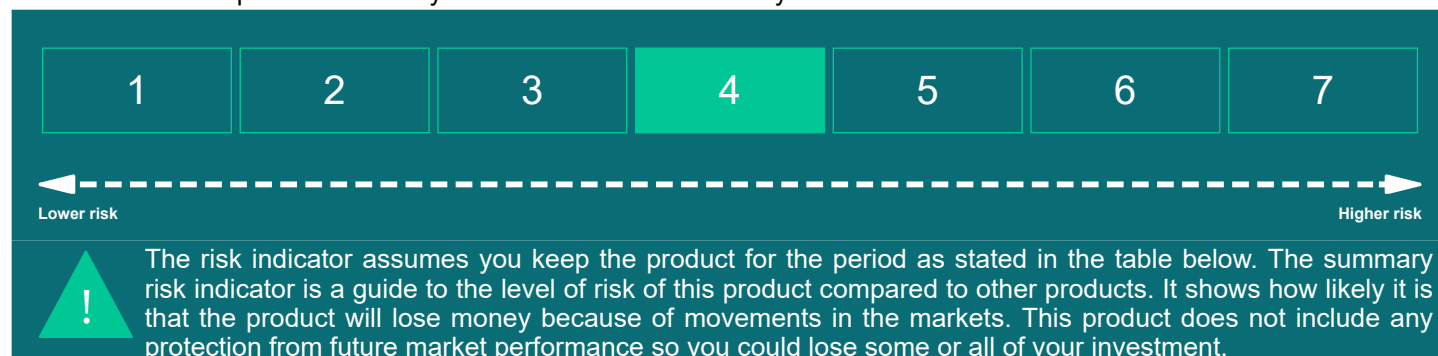 1 2 3 4 5 6 7
Lower risk Higher risk
The risk indicator assumes you keep the product for the period as stated in the table below. The summary
! risk indicator is a guide to the level of risk of this product compared to other products. It shows how likely it is
that the product will lose money because of movements in the markets. This product does not include any
protection from future market performance so you could lose some or all of your investment.